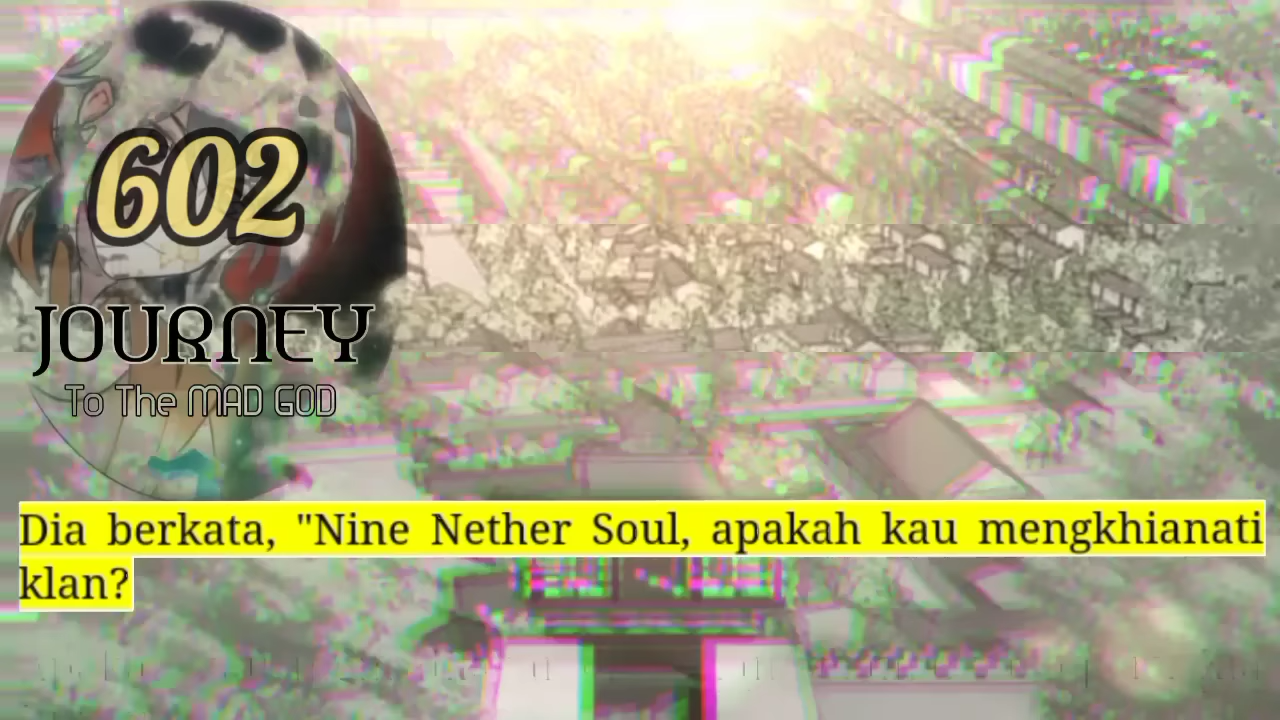 602
JOURNEY
To The MAD GOD
Dia berkata, "Nine Nether Soul, apakah kau mengkhianati
klan?